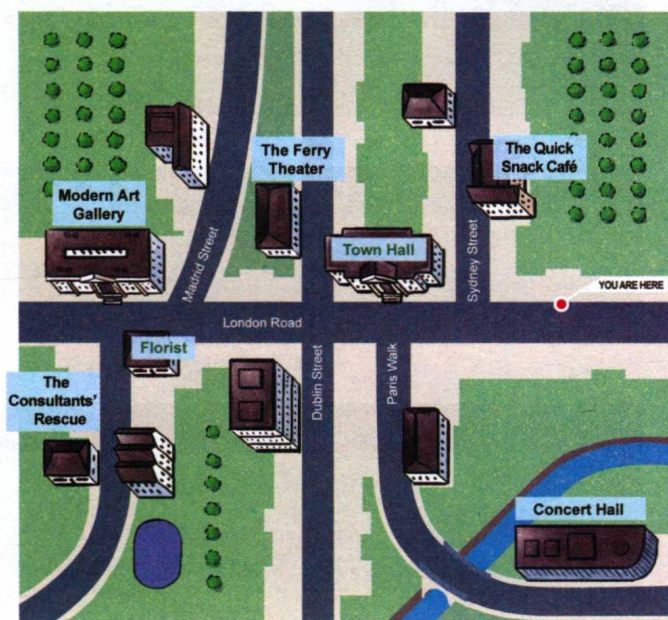 The Ferry
Theater
The Quick
Snack Café
Modern Art
Gallery
Town Hall
Madrid Street
Sydney Street
YOU ARE HERE
London Road
Florist
Dublin Street
Paris Walk
The
Consultants'
Rescue
Concert Hall